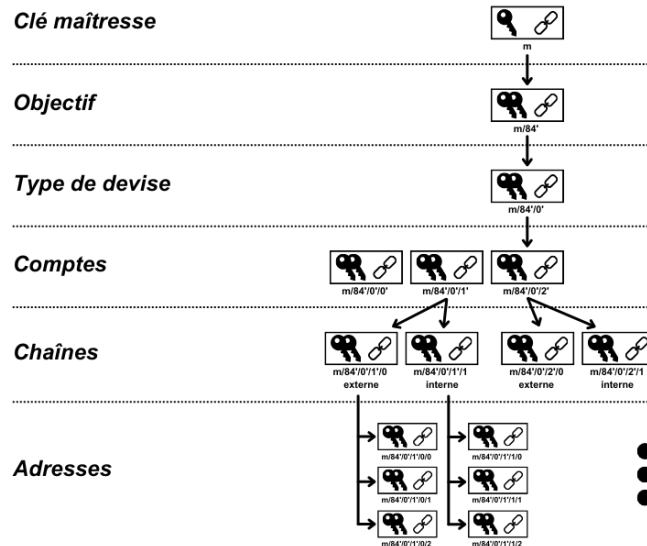 Clé maîtresse
m
Objectif
m/84'
Type de devise
m/84'/0'
Comptes
m/84'/0'/0'
m/84'/0'/1'
m/84'/0'/2'
Chaînes
m/84'/0'/1'/0
externe
m/84'/0'/1'/1
interne
m/84'/0'/2'/0
externe
m/84'/0'/2'/1
interne
Adresses
m/84'/0'/1'/0/0
m/84'/0'/1'/1/0
m/84'/0'/1'/0/1
m/84'/0'/1'/1/1
m/84'/0'/1'/0/2
m/84'/0'/1'/1/2